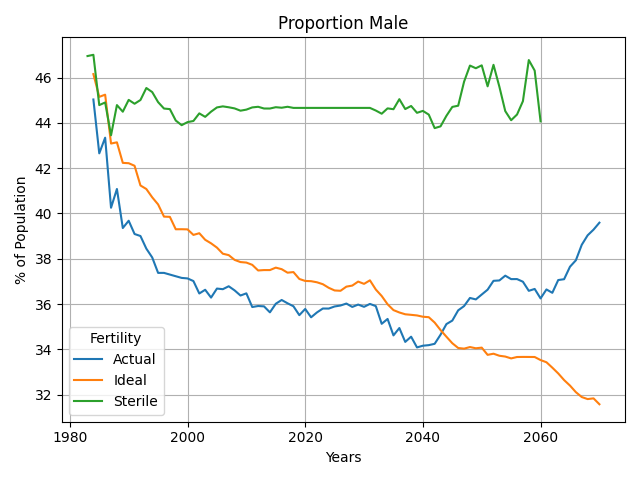 Proportion Male
% of Population
46
44
42
40
38
36
34
32
Fertility
Actual
Ideal
Sterile
1980
2000
2020
2040
2060
Years